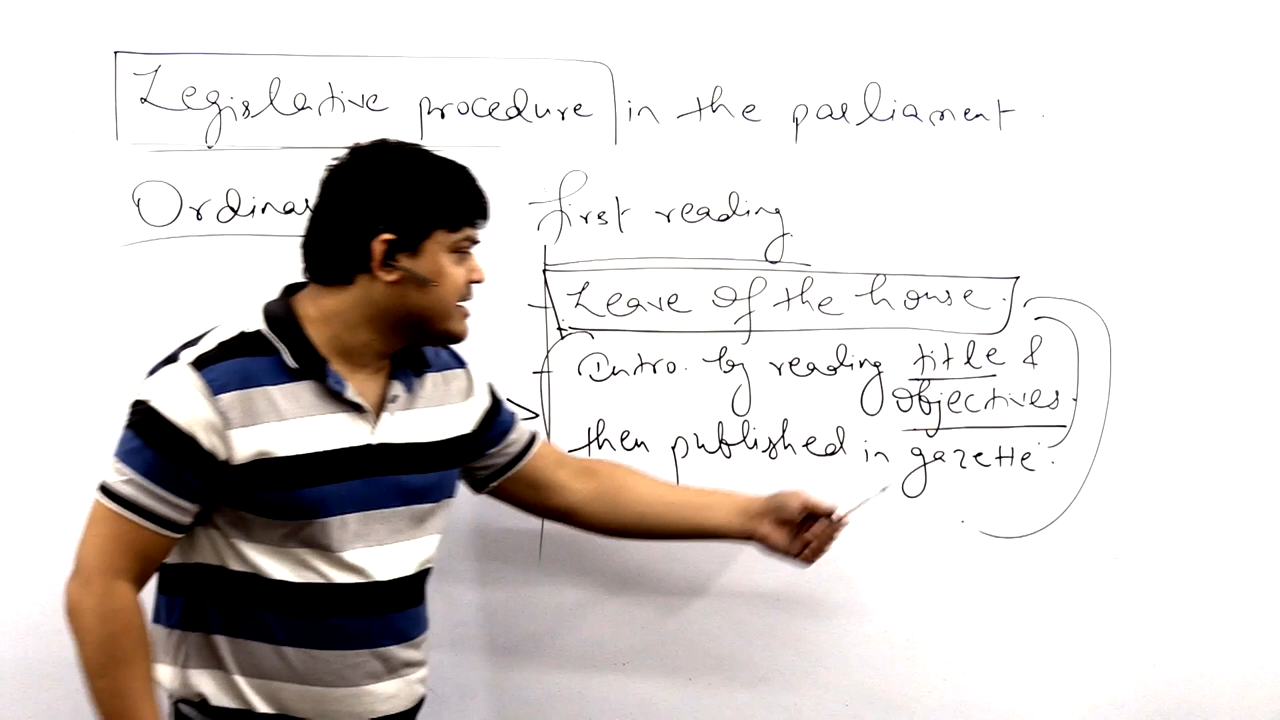 Legislative procedure in the parliament.
first reading
Leave of the house.
Intro. by reading title &
objectives.
then published in gazette.